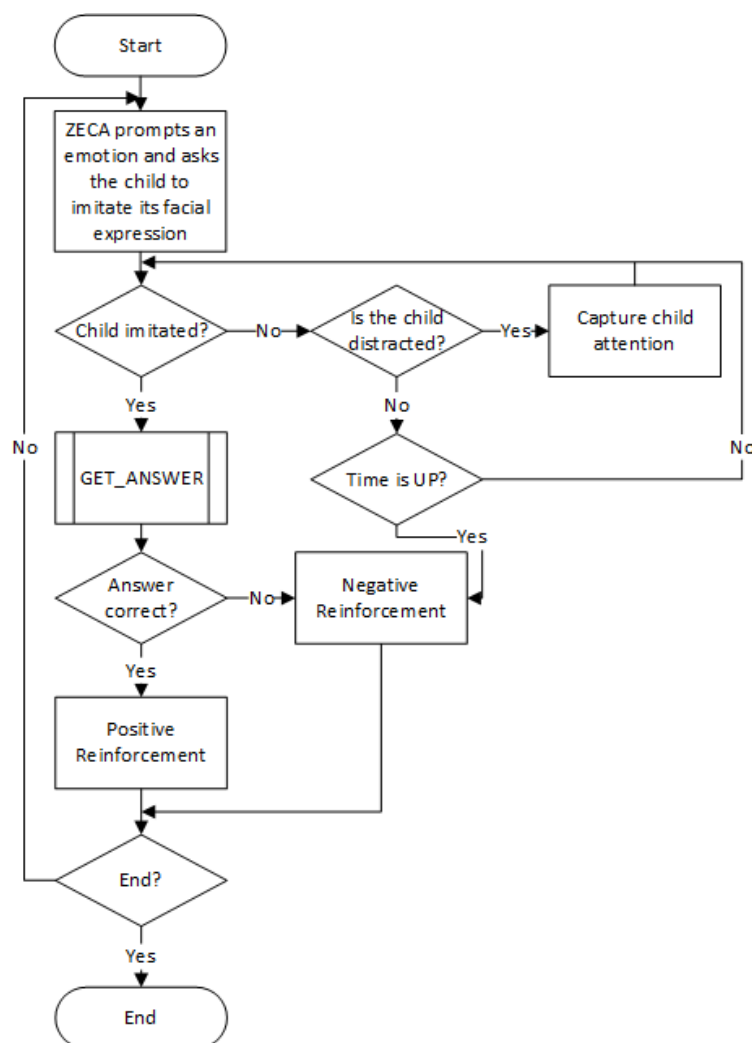 Start
ZECA prompts an
emotion and asks
the child to
imitate its facial
expression
Child imitated?
No
Is the child
distracted?
Yes
Capture child
attention
Yes
No
No
No
GET_ANSWER
Time is UP?
Yes
Answer
correct?
No
Negative
Reinforcement
Yes
Positive
Reinforcement
End?
Yes
End